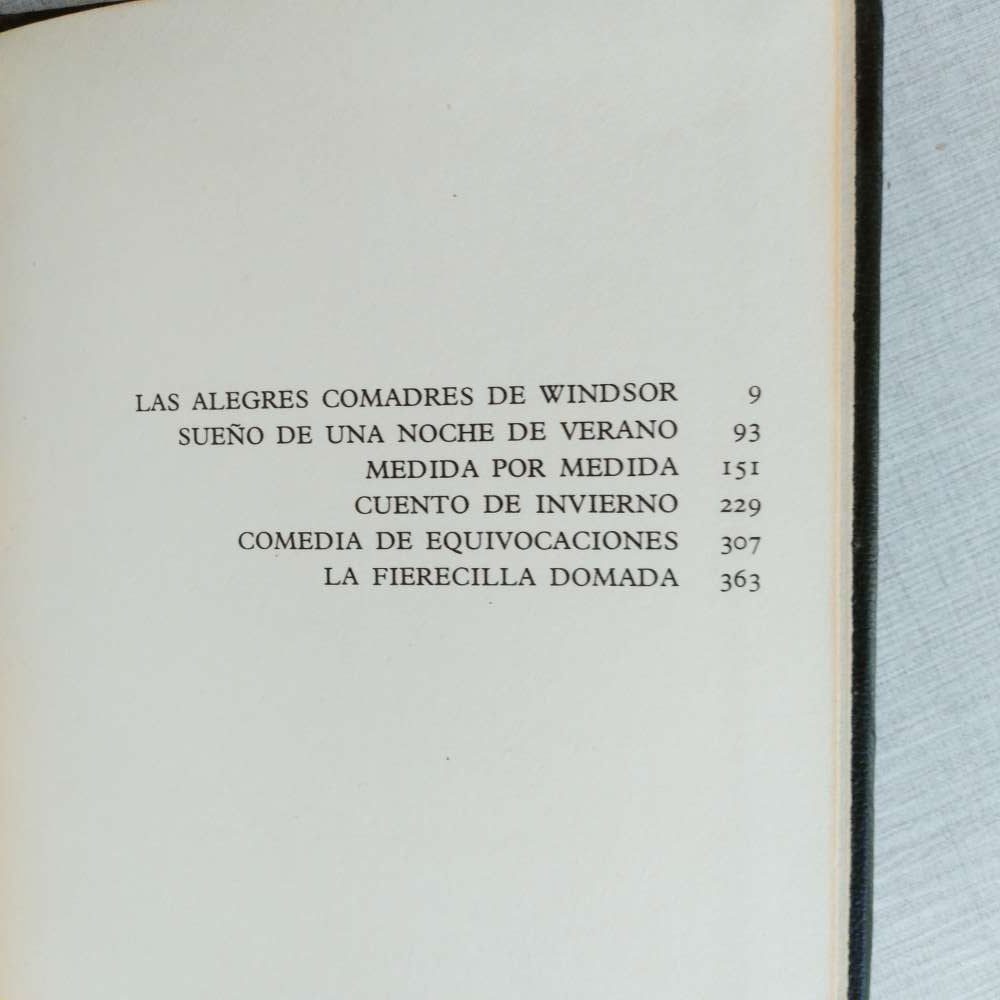 LAS ALEGRES COMADRES DE WINDSOR 9
SUEÑO DE UNA NOCHE DE VERANO 93
MEDIDA POR MEDIDA 151
CUENTO DE INVIERNO 229
COMEDIA DE EQUIVOCACIONES 307
LA FIERECILLA DOMADA 363